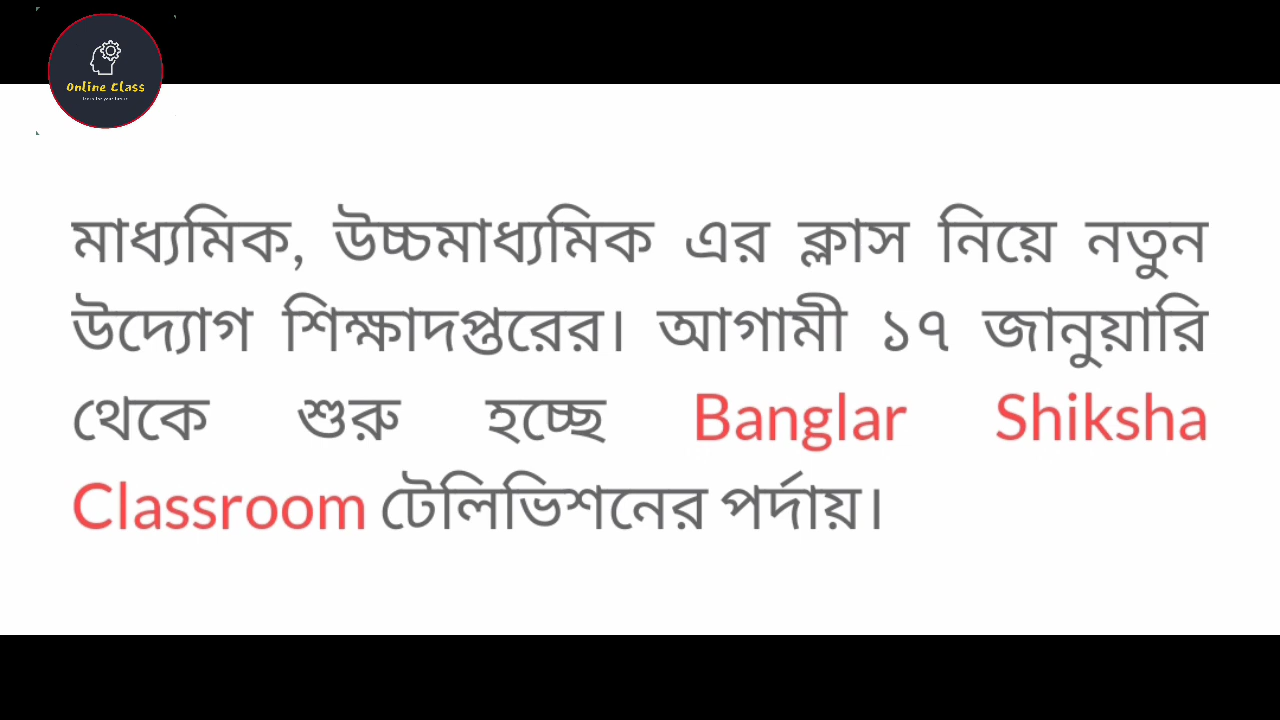 Online Class
মাধ্যমিক, উচ্চমাধ্যমিক এর ক্লাস নিয়ে নতুন
উদ্যোগ শিক্ষাদপ্তরের। আগামী ১৭ জানুয়ারি
থেকে শুরু হচ্ছে Banglar Shiksha
Classroom টেলিভিশনের পর্দায়।